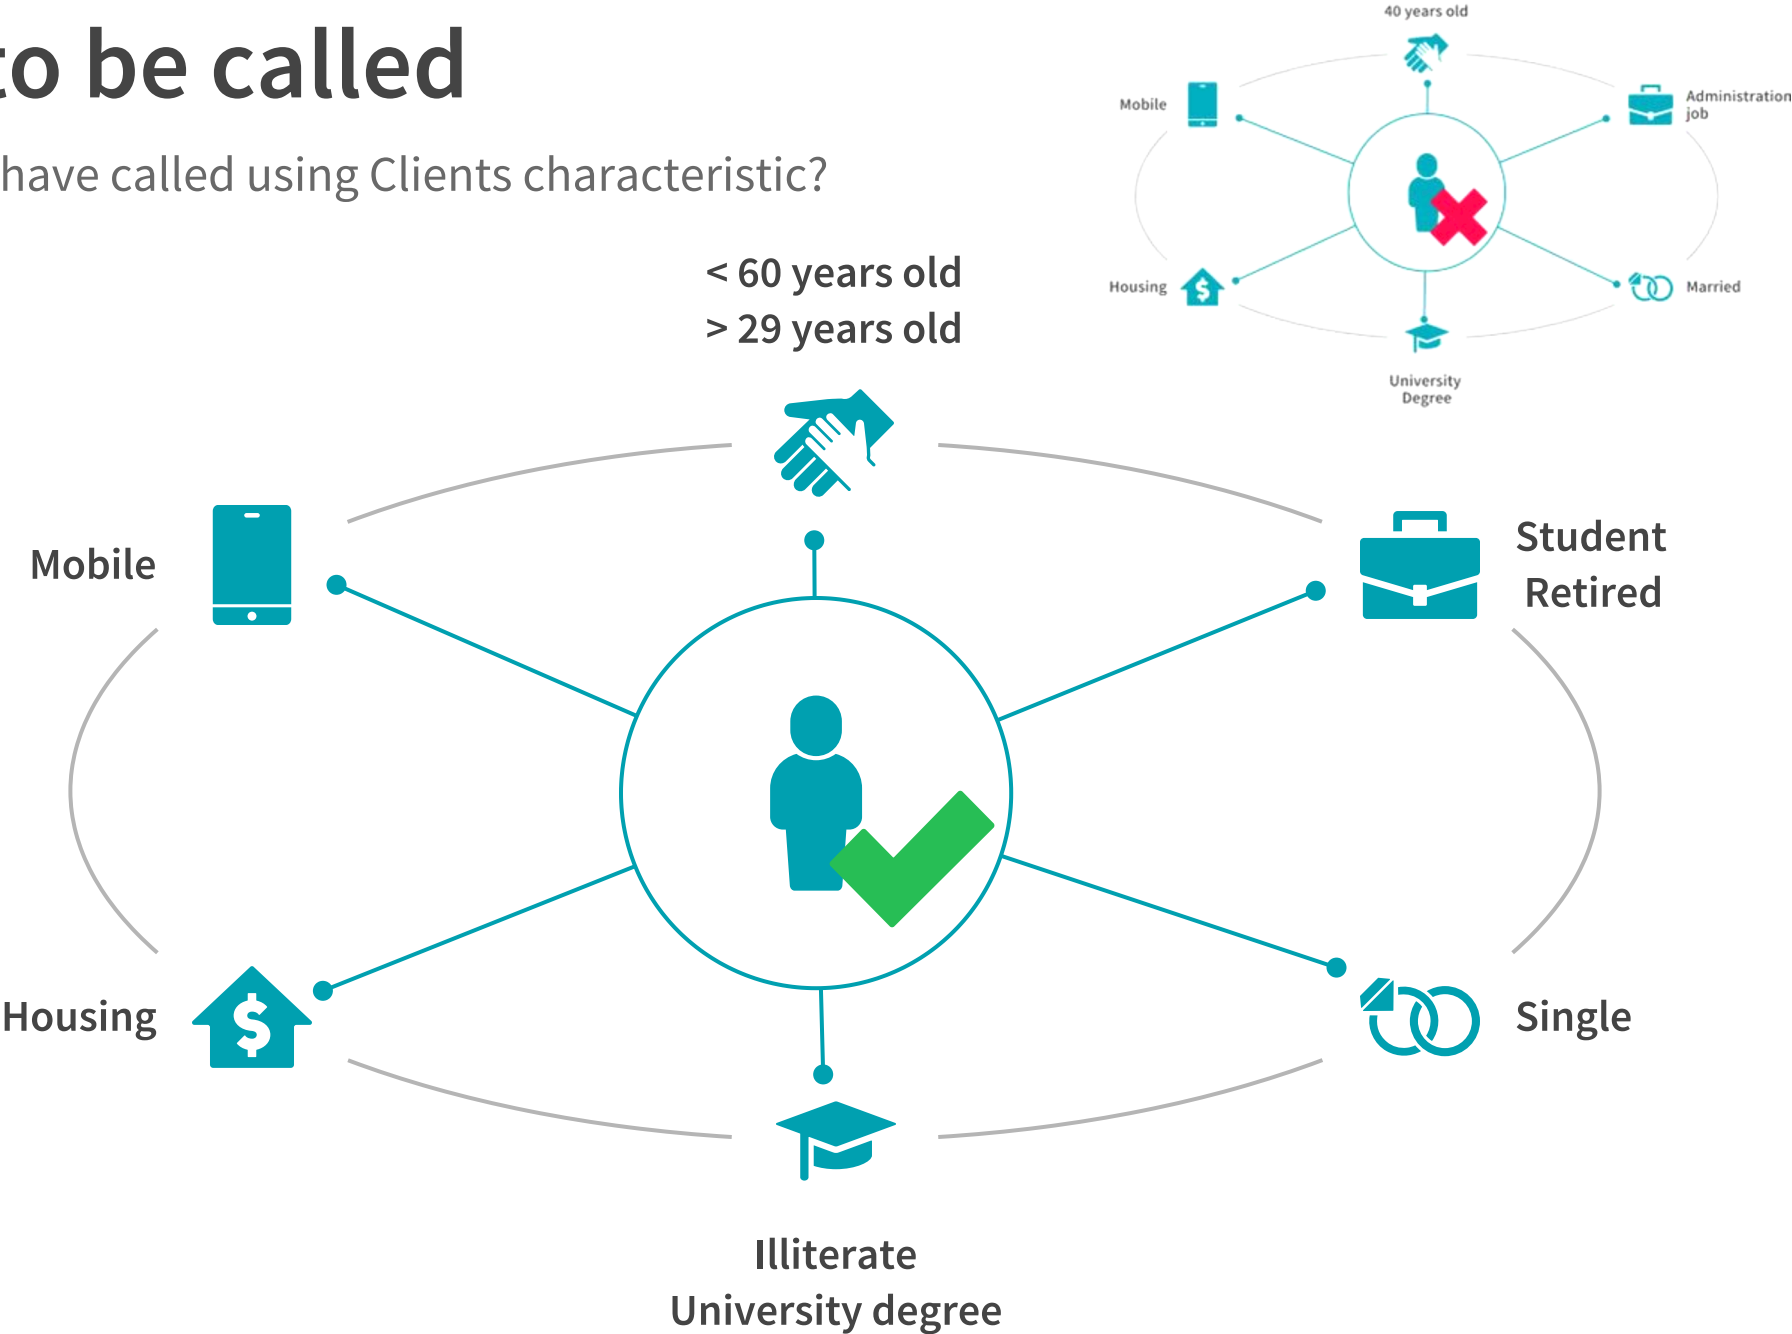 to be called
have called using Clients characteristic?
40 years old
Mobile
Administration
job
Housing
Married
University
Degree
< 60 years old
> 29 years old
Mobile
Student
Retired
Housing
$
Single
Illiterate
University degree